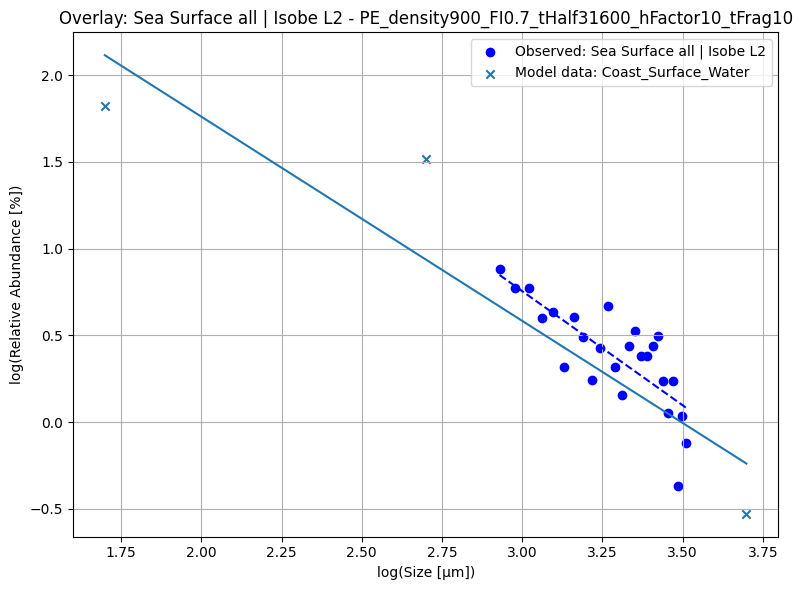 Overlay: Sea Surface all | Isobe L2 - PE_density900_FI0.7_tHalf31600_hFactor10_tFrag10
Observed: Sea Surface all | Isobe L2
Model data: Coast_Surface_Water
log(Relative Abundance [%])
2.0
1.5
1.0
0.5
0.0
−0.5
1.75 2.00 2.25 2.50 2.75 3.00 3.25 3.50 3.75
log(Size [μm])